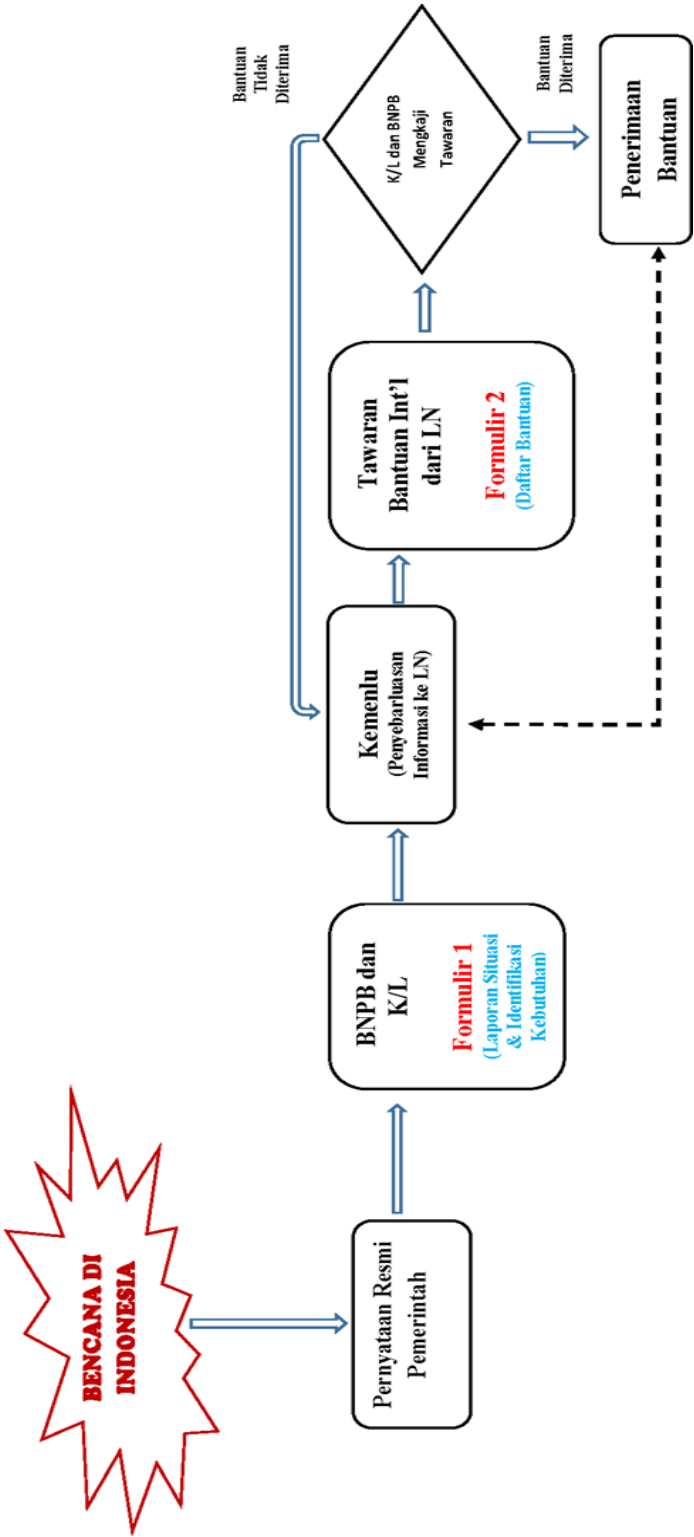 BENCANA DI
INDONESIA
Pernyataan Resmi
Pemerintah
BNPB dan
K/L
Formulir 1
(Laporan Situasi
& Identifikasi
Kebutuhan)
Kemenlu
(Penyebarluasan
Informasi ke LN)
Tawaran
Bantuan Int'l
dari LN
Formulir 2
(Daftar Bantuan)
K/L dan BNPB
Mengkaji
Tawaran
Bantuan
Tidak
Diterima
Bantuan
Diterima
Penerimaan
Bantuan